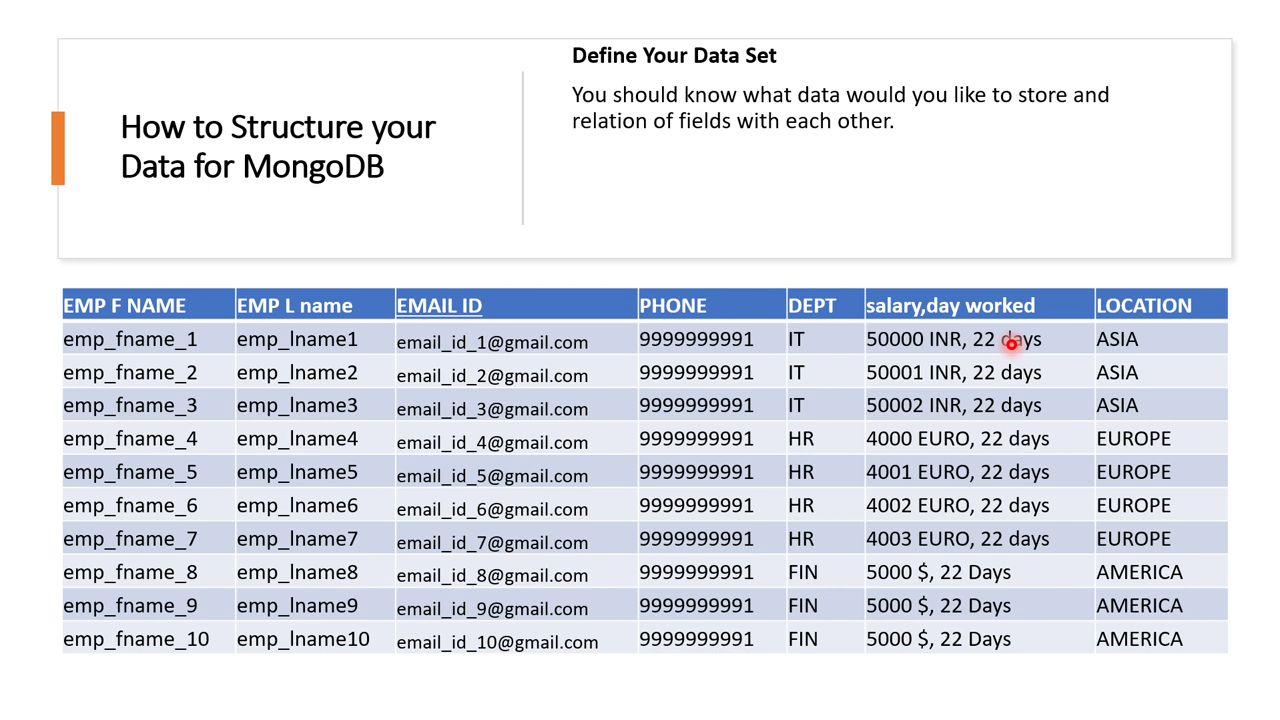 How to Structure your
Data for MongoDB
Define Your Data Set
You should know what data would you like to store and
relation of fields with each other.
EMP F NAME EMP L name EMAIL ID PHONE DEPT salary,day worked LOCATION
emp_fname_1 emp_lname1 email_id_1@gmail.com 9999999991 IT 50000 INR, 22 days ASIA
emp_fname_2 emp_lname2 email_id_2@gmail.com 9999999991 IT 50001 INR, 22 days ASIA
emp_fname_3 emp_lname3 email_id_3@gmail.com 9999999991 IT 50002 INR, 22 days ASIA
emp_fname_4 emp_lname4 email_id_4@gmail.com 9999999991 HR 4000 EURO, 22 days EUROPE
emp_fname_5 emp_lname5 email_id_5@gmail.com 9999999991 HR 4001 EURO, 22 days EUROPE
emp_fname_6 emp_lname6 email_id_6@gmail.com 9999999991 HR 4002 EURO, 22 days EUROPE
emp_fname_7 emp_lname7 email_id_7@gmail.com 9999999991 HR 4003 EURO, 22 days EUROPE
emp_fname_8 emp_lname8 email_id_8@gmail.com 9999999991 FIN 5000 $, 22 Days AMERICA
emp_fname_9 emp_lname9 email_id_9@gmail.com 9999999991 FIN 5000 $, 22 Days AMERICA
emp_fname_10 emp_lname10 email_id_10@gmail.com 9999999991 FIN 5000 $, 22 Days AMERICA